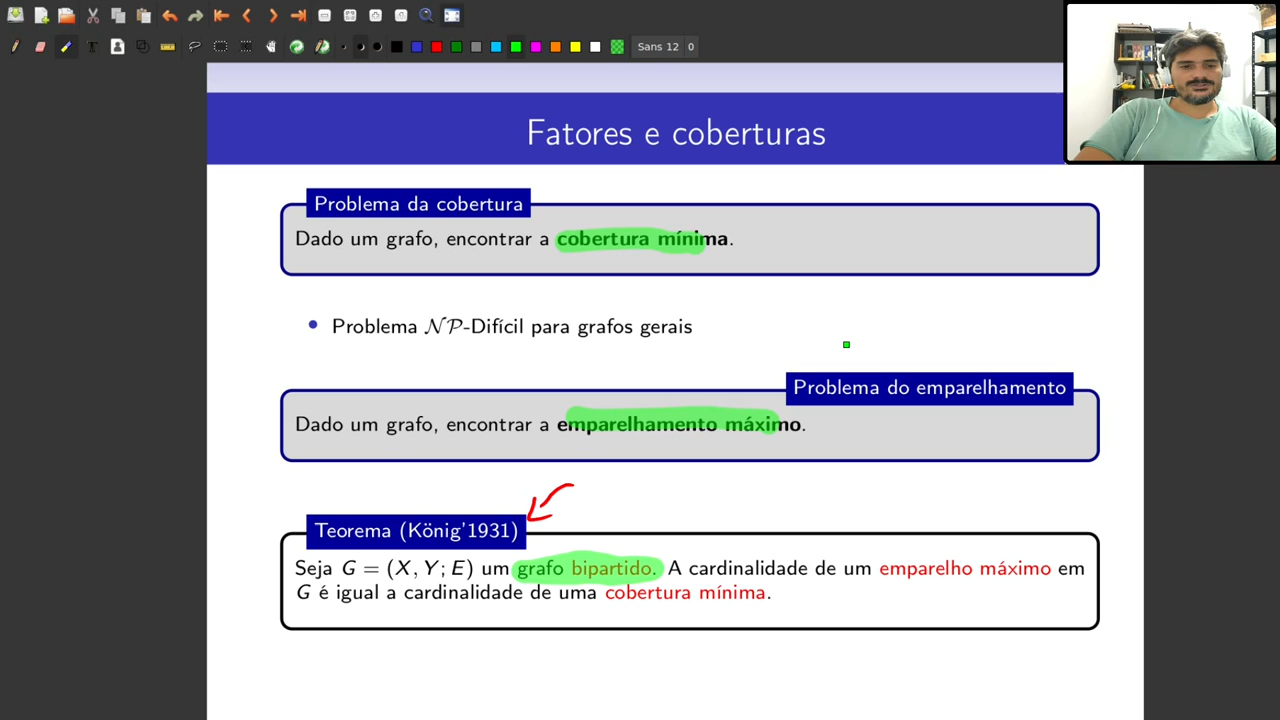 Sans 12 0
Fatores e coberturas
Problema da cobertura
Dado um grafo, encontrar a cobertura mínima.
• Problema NP-Difícil para grafos gerais
Problema do emparelhamento
Dado um grafo, encontrar a emparelhamento máximo.
Teorema (König'1931)
Seja G = (X, Y; E) um grafo bipartido. A cardinalidade de um emparelho máximo em
G é igual a cardinalidade de uma cobertura mínima.